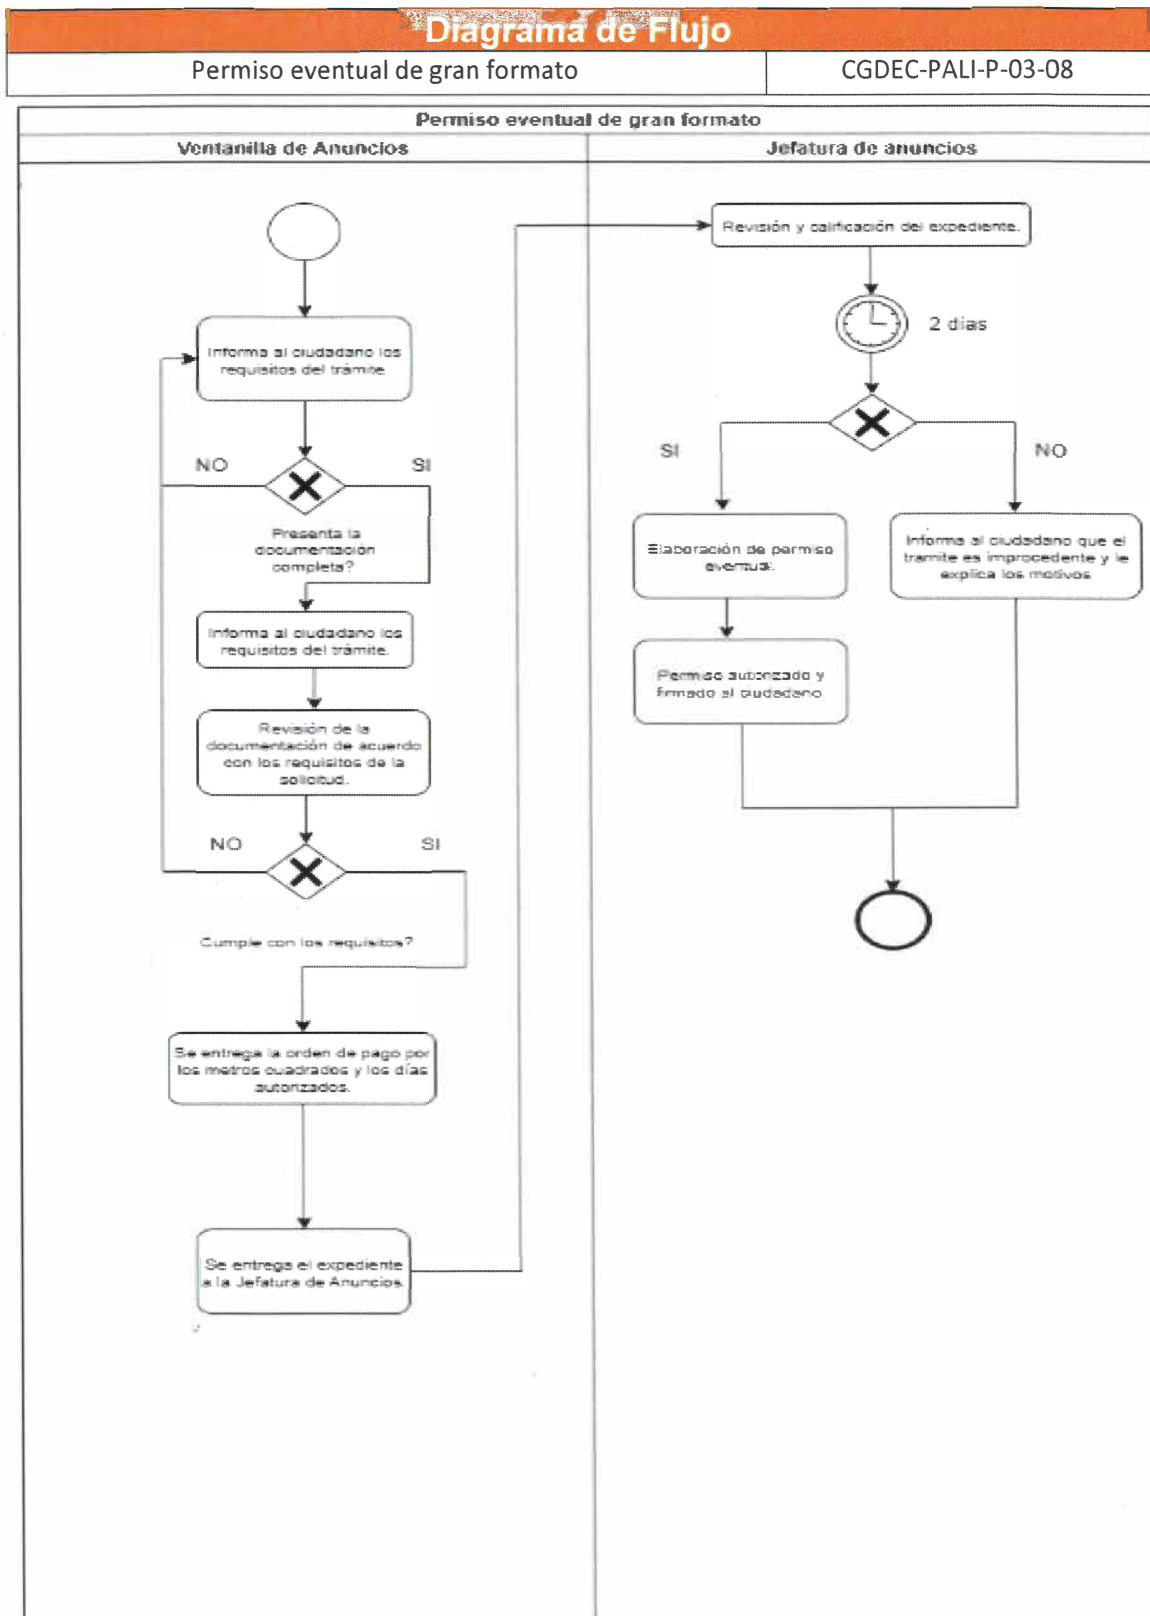 Diagrama de Flujo
Permiso eventual de gran formato
CGDEC-PALI-P-03-08
Permiso eventual de gran formato
Ventanilla de Anuncios
Jefatura de anuncios
Informa al ciudadano los
requisitos del trámite
NO
SI
Presenta la
documentación
completa?
Informa al ciudadano los
requisitos del trámite.
Revisión de la
documentación de acuerdo
con los requisitos de la
solicitud.
NO
SI
Cumple con los requisitos?
Se entrega la orden de pago por
los metros cuadrados y los días
autorizados.
Se entrega el expediente
a la Jefatura de Anuncios.
Revisión y calificación del expediente.
2 dias
SI
NO
Elaboración de permiso
eventual.
Informa al ciudadano que el
tramite es improcedente y le
explica los motivos
Permiso autorizado y
firmado al ciudadano.